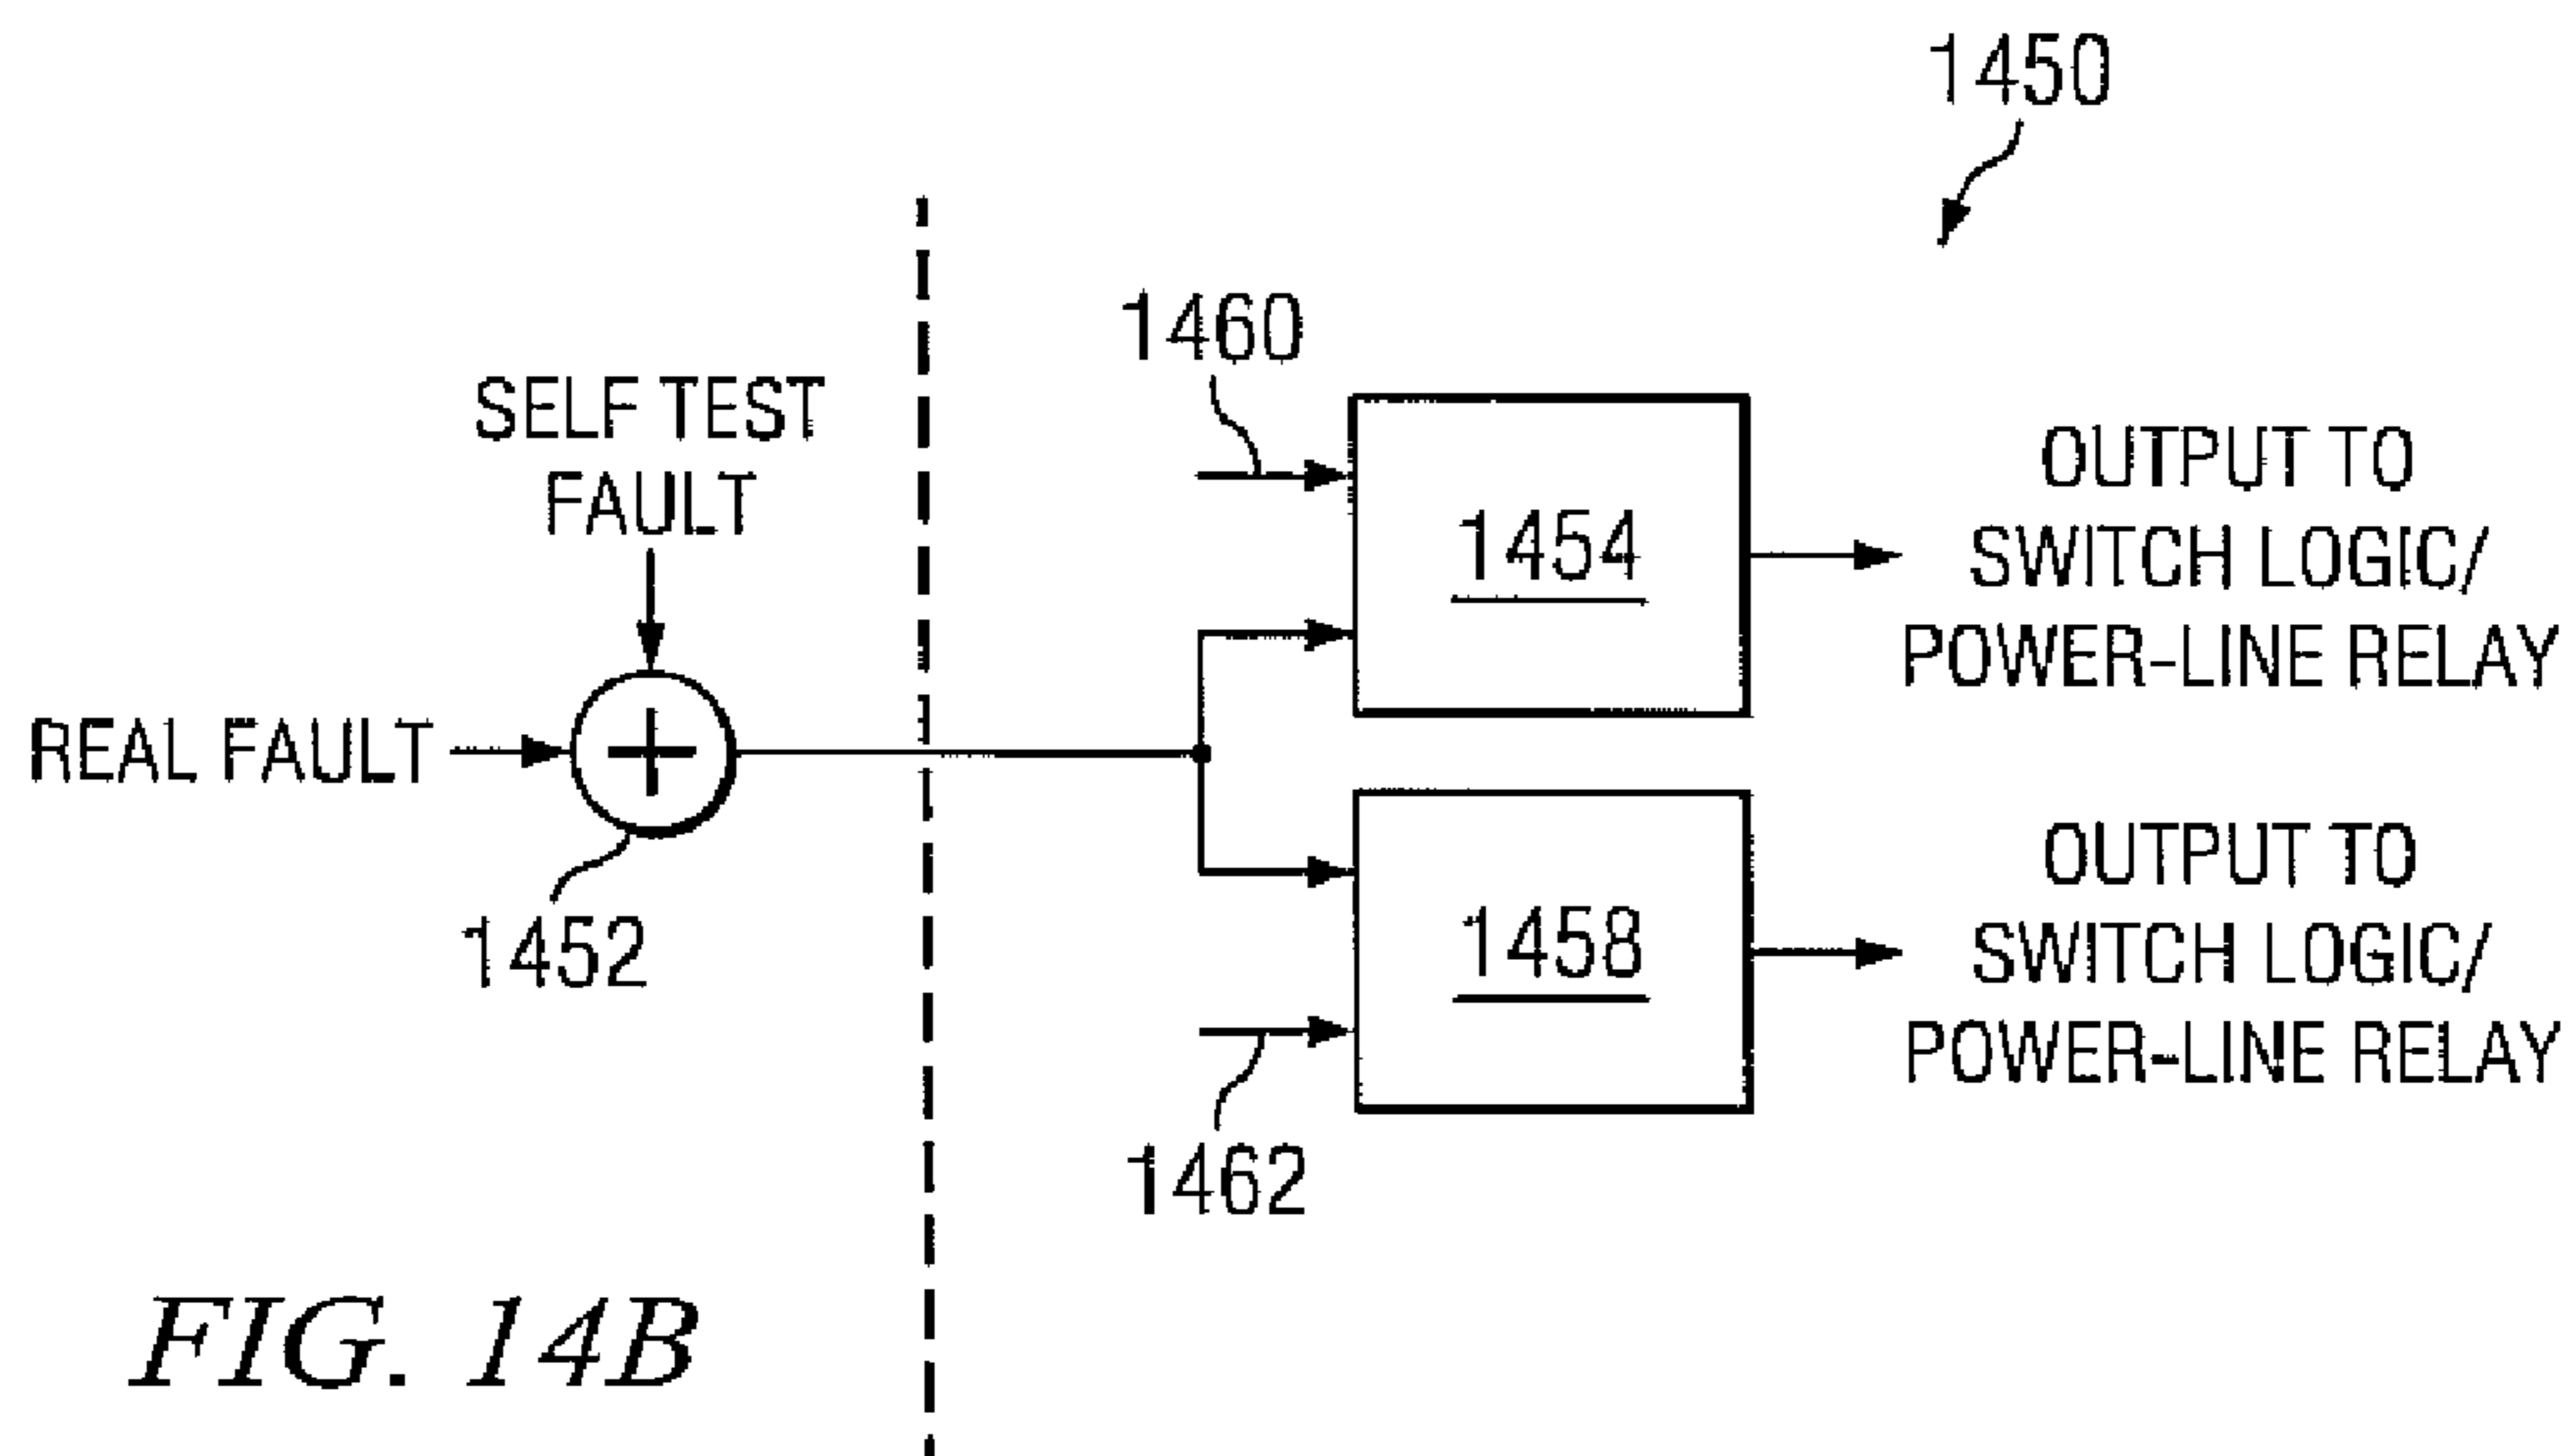 1450
1460
SELF TEST
FAULT
1454
OUTPUT TO
SWITCH LOGIC/
POWER-LINE RELAY
REAL FAULT
1452
1458
OUTPUT TO
SWITCH LOGIC/
POWER-LINE RELAY
1462
FIG. 14B